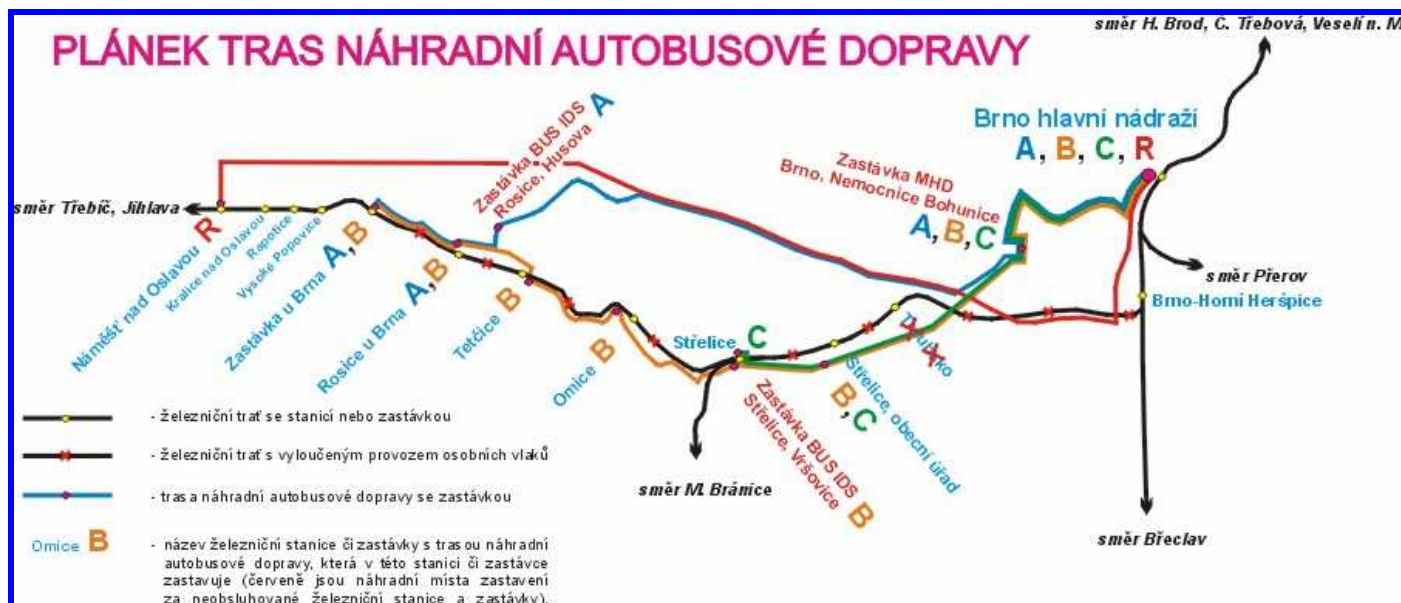 směr H. Brod, Č. Třebová, Veselí n. M
PLÁNEK TRAS NÁHRADNÍ AUTOBUSOVÉ DOPRAVY
Brno hlavní nádraží
A, B, C, R
Zastávka BUS IDS
Rosice, Husova A
Zastávka MHD
Brno, Nemocnice Bohunice
A, B, C
směr Třebíč, Jihlava
Náměšť nad Oslavou R
Kralice nad Oslavou
Rapotice
Vysoké Popovice
Zastávka u Brna A, B
Rosice u Brna A, B
Tetčice B
Omice B
Střelice C
směr Přerov
Brno-Horní Heršpice
Zastávka BUS IDS
Střelice, Vršovice B
Střelice, obecní úřad
B, C
směr M. Bránice
směr Břeclav
- železniční trať se stanicí nebo zastávkou
- železniční trať s vyloučeným provozem osobních vlaků
- trasa náhradní autobusové dopravy se zastávkou
Omice B - název železniční stanice či zastávky s trasou náhradní
autobusové dopravy, která v této stanici či zastávce
zastavuje (červeně jsou náhradní místa zastavení
za neobsluhované železniční stanice a zastávky).